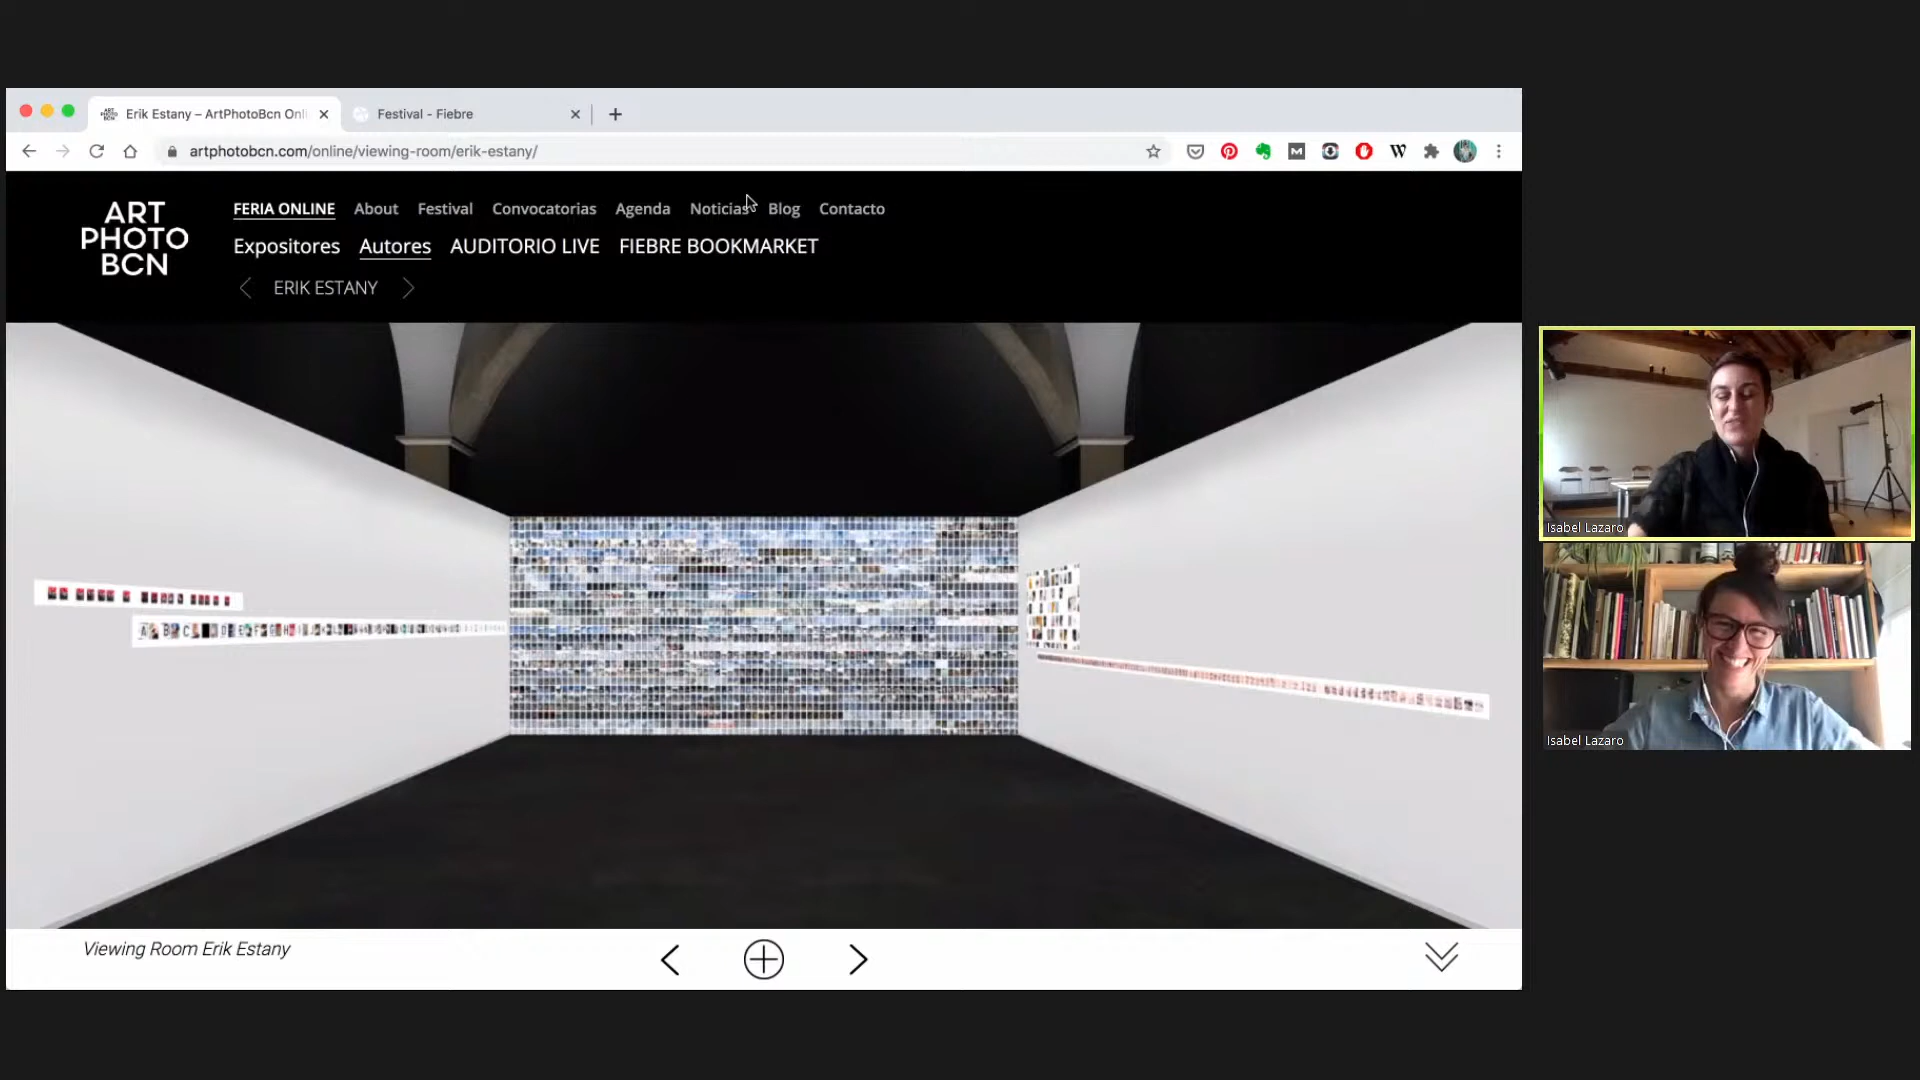 Erik Estany – ArtPhotoBcn Onl
Festival - Fiebre
artphotobcn.com/online/viewing-room/erik-estany/
ART
PHOTO
BCN
FERIA ONLINE About Festival Convocatorias Agenda Noticias Blog Contacto
Expositores Autores AUDITORIO LIVE FIEBRE BOOKMARKET
ERIK ESTANY
Isabel Lazaro
Isabel Lazaro
Viewing Room Erik Estany